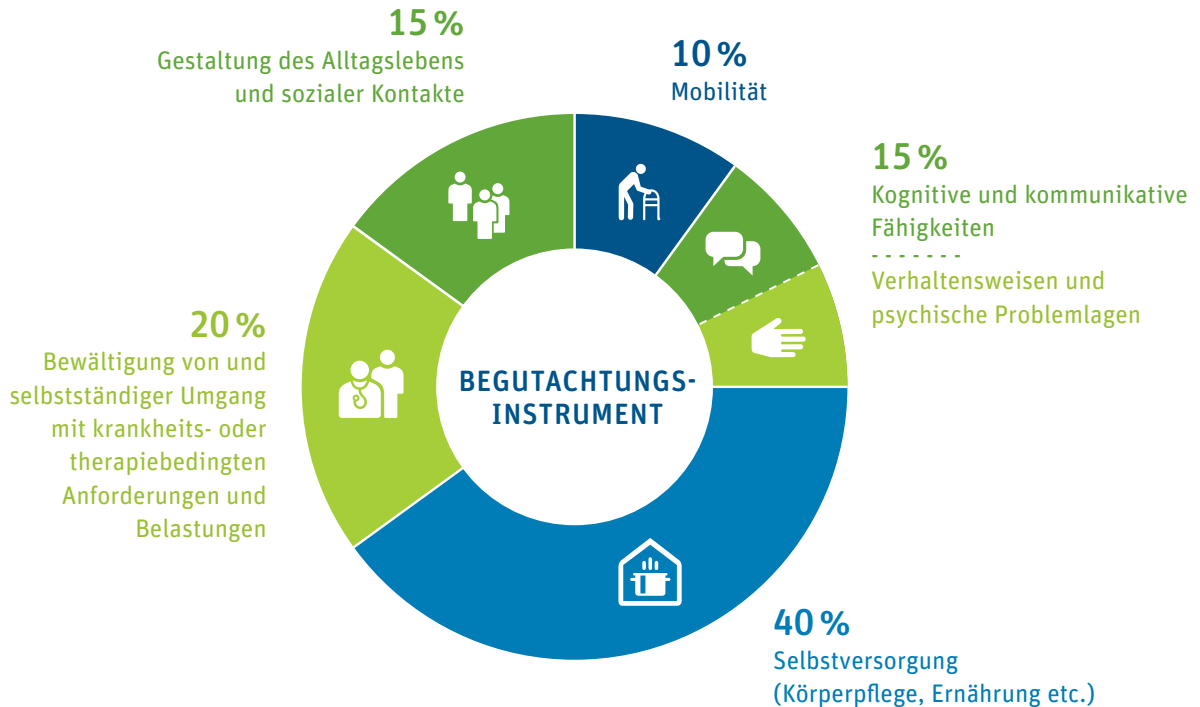 15 %
Gestaltung des Alltagslebens
und sozialer Kontakte
10 %
Mobilität
15 %
Kognitive und kommunikative
Fähigkeiten
- - - - - - -
Verhaltensweisen und
psychische Problemlagen
20 %
Bewältigung von und
selbstständiger Umgang
mit krankheits- oder
therapiebedingten
Anforderungen und
Belastungen
BEGUTACHTUNGS-
INSTRUMENT
40 %
Selbstversorgung
(Körperpflege, Ernährung etc.)